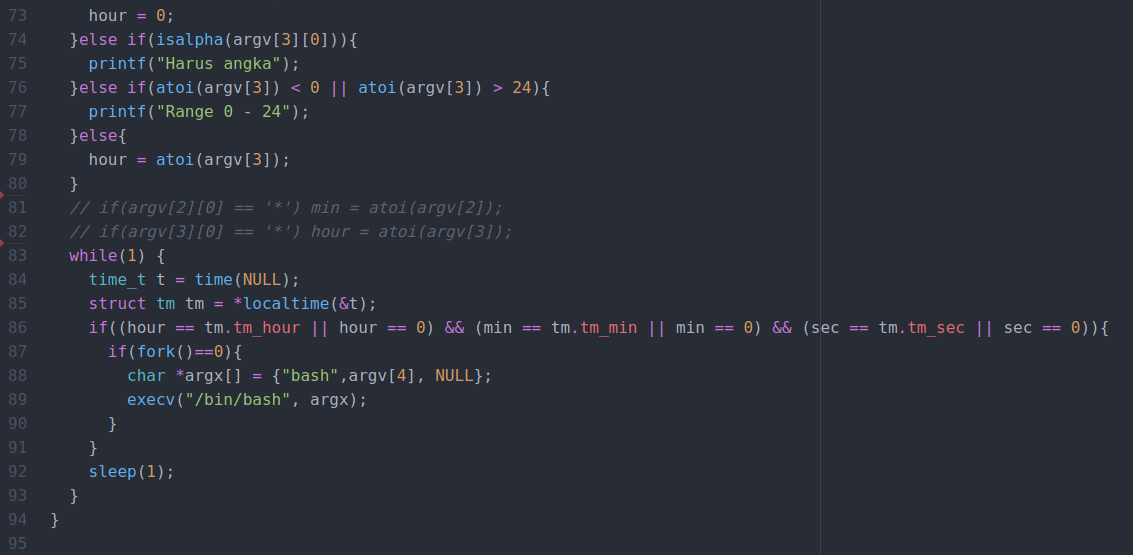 73 hour = 0;
74 }else if(isalpha(argv[3][0])){
75 printf("Harus angka");
76 }else if(atoi(argv[3]) < 0 || atoi(argv[3]) > 24){
77 printf("Range 0 - 24");
78 }else{
79 hour = atoi(argv[3]);
80 }
81 // if(argv[2][0] == '*') min = atoi(argv[2]);
82 // if(argv[3][0] == '*') hour = atoi(argv[3]);
83 while(1) {
84 time_t t = time(NULL);
85 struct tm tm = *localtime(&t);
86 if((hour == tm.tm_hour || hour == 0) && (min == tm.tm_min || min == 0) && (sec == tm.tm_sec || sec == 0)){
87 if(fork()==0){
88 char *argx[] = {"bash",argv[4], NULL};
89 execv("/bin/bash", argx);
90 }
91 }
92 sleep(1);
93 }
94 }
95